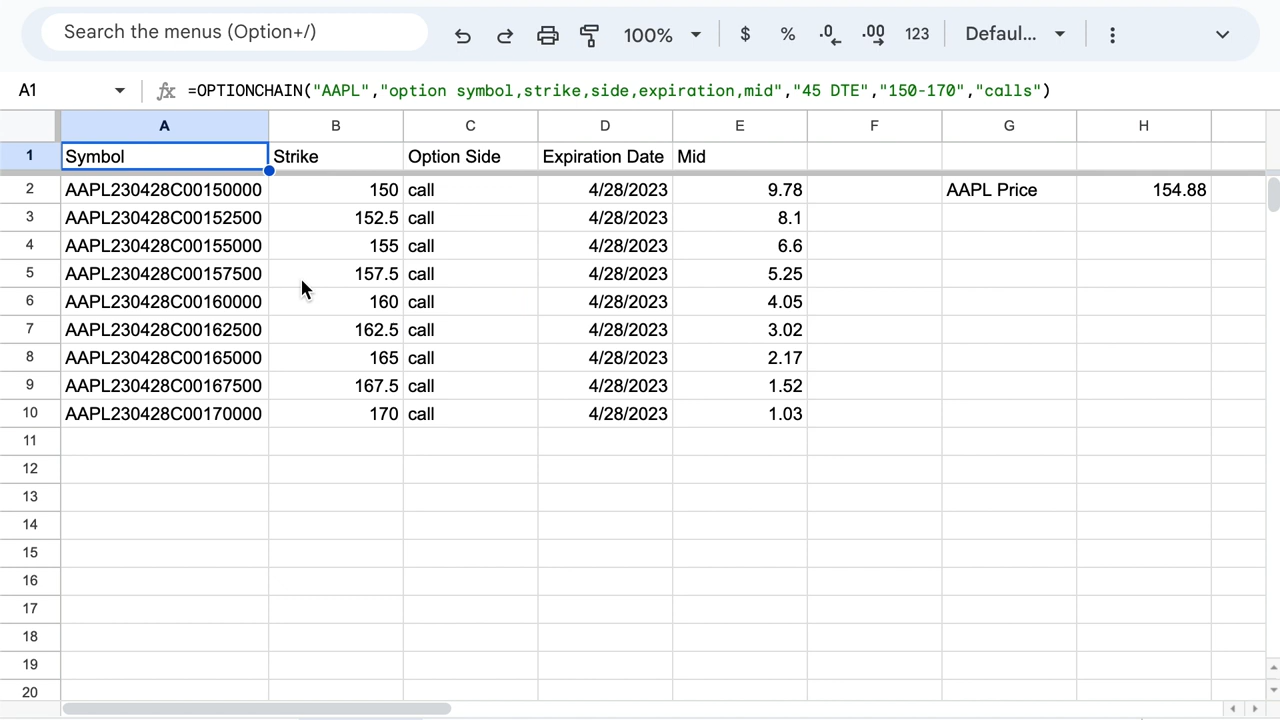 Search the menus (Option+/) 100% $ % .0 .00 123 Defaul...
A1 fx =OPTIONCHAIN("AAPL","option symbol,strike,side,expiration,mid","45 DTE","150-170","calls")
A B C D E F G H
1 Symbol Strike Option Side Expiration Date Mid
2 AAPL230428C00150000 150 call 4/28/2023 9.78 AAPL Price 154.88
3 AAPL230428C00152500 152.5 call 4/28/2023 8.1
4 AAPL230428C00155000 155 call 4/28/2023 6.6
5 AAPL230428C00157500 157.5 call 4/28/2023 5.25
6 AAPL230428C00160000 160 call 4/28/2023 4.05
7 AAPL230428C00162500 162.5 call 4/28/2023 3.02
8 AAPL230428C00165000 165 call 4/28/2023 2.17
9 AAPL230428C00167500 167.5 call 4/28/2023 1.52
10 AAPL230428C00170000 170 call 4/28/2023 1.03
11
12
13
14
15
16
17
18
19
20